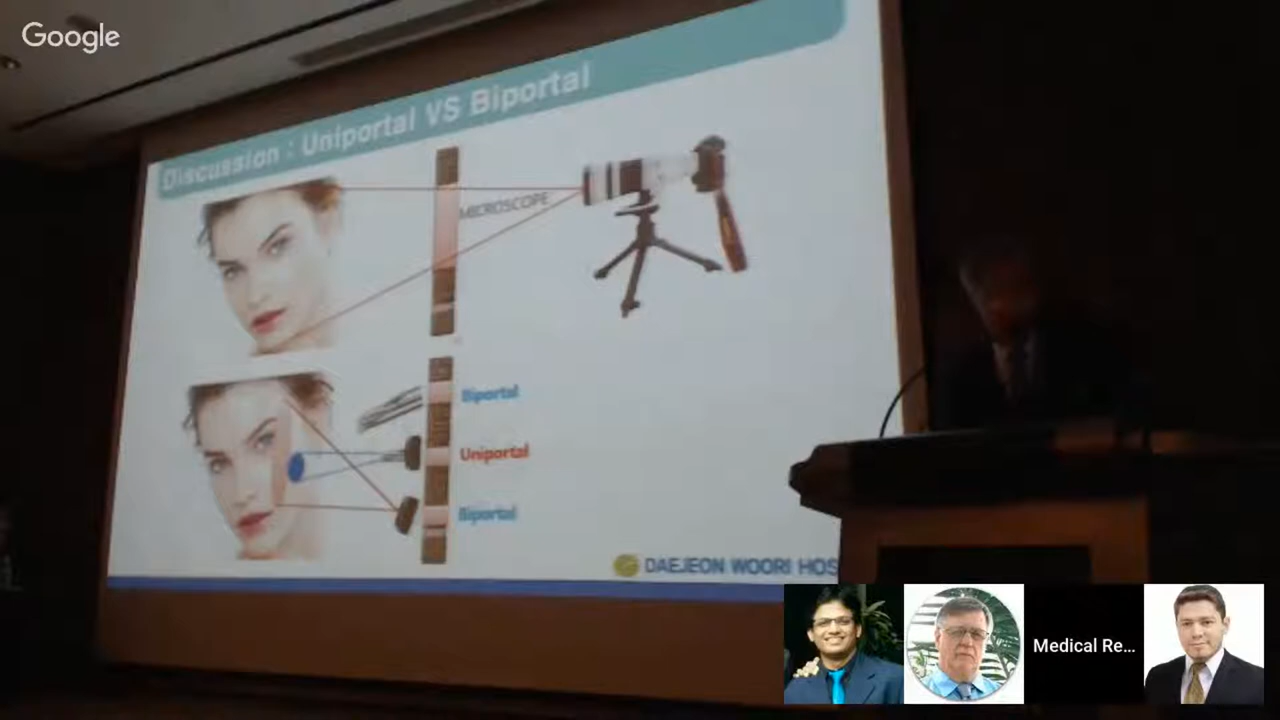 Google
Discussion : Uniportal VS Biportal
MICROSCOPE
Biportal
Uniportal
Biportal
DAEJEON WOORI HOS
Medical Re...